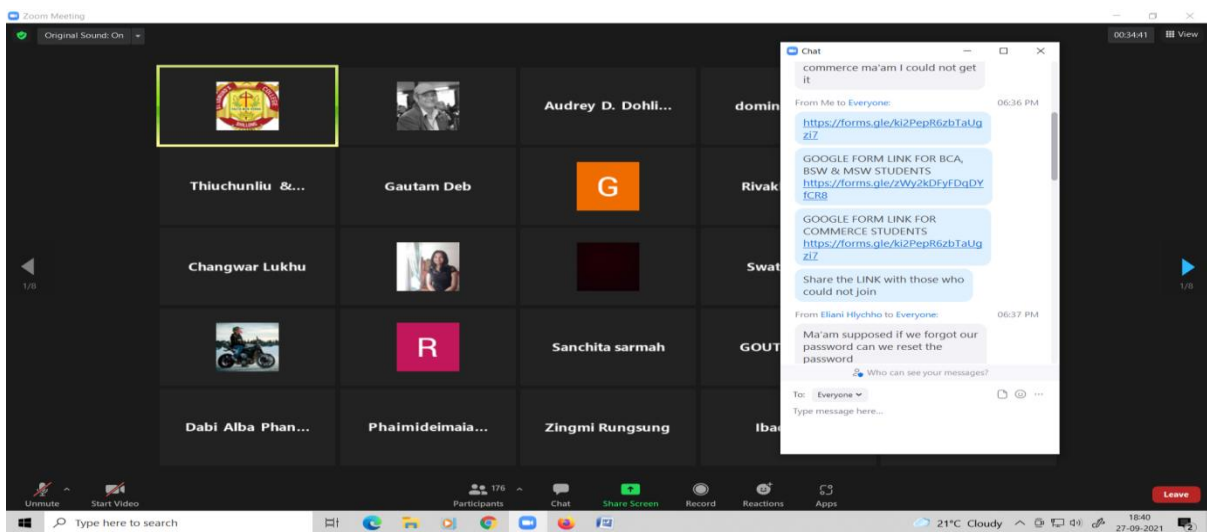 Zoom Meeting
Original Sound: On
00:34:41
View
Audrey D. Dohli...
domin
Thiuchunliu &...
Gautam Deb
G
Rivak
Changwar Lukhu
Swat
1/8
1/8
R
Sanchita sarmah
GOUT
Dabi Alba Phan...
Phaimideimaia...
Zingmi Rungsung
Iba
Chat
commerce ma'am I could not get
it
From Me to Everyone:
06:36 PM
https://forms.gle/ki2PepR6zbTaUg
zi7
GOOGLE FORM LINK FOR BCA,
BSW & MSW STUDENTS
https://forms.gle/zWy2kDFyFDqDY
fCR8
GOOGLE FORM LINK FOR
COMMERCE STUDENTS
https://forms.gle/ki2PepR6zbTaUg
zi7
Share the LINK with those who
could not join
From Eliani Hlychho to Everyone:
06:37 PM
Ma'am supposed if we forgot our
password can we reset the
password
Who can see your messages?
To: Everyone
Type message here...
Unmute
Start Video
176
Participants
Chat
Share Screen
Record
Reactions
Apps
Leave
Type here to search
21°C Cloudy
18:40
27-09-2021
2